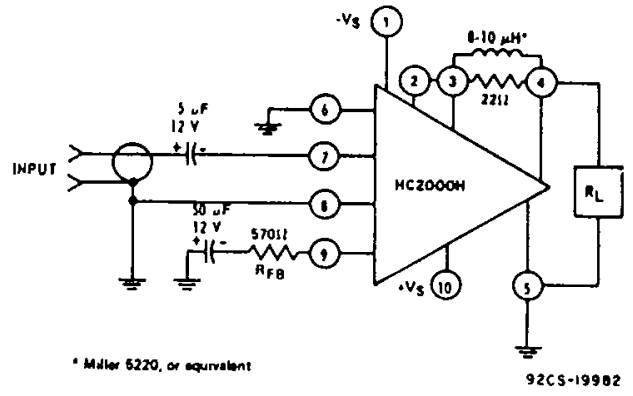 -VS
1
8-10 μH*
2
3
4
22Ω
5 μF
12 V
+
-
6
INPUT
7
HC2000H
RL
8
50 μF
12 V
+
-
570Ω
RFB
9
+VS
10
5
* Miller 6220, or equivalent
92CS-19982